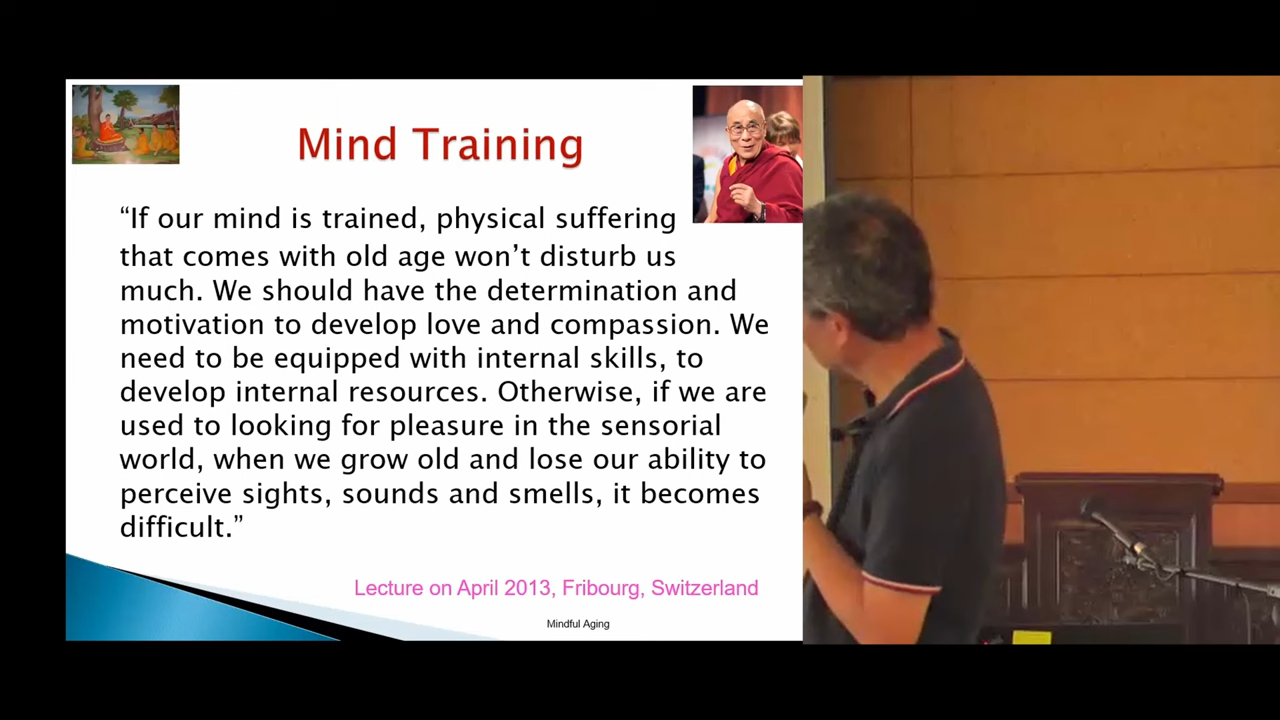 Mind Training
“If our mind is trained, physical suffering
that comes with old age won’t disturb us
much. We should have the determination and
motivation to develop love and compassion. We
need to be equipped with internal skills, to
develop internal resources. Otherwise, if we are
used to looking for pleasure in the sensorial
world, when we grow old and lose our ability to
perceive sights, sounds and smells, it becomes
difficult.”
Lecture on April 2013, Fribourg, Switzerland
Mindful Aging